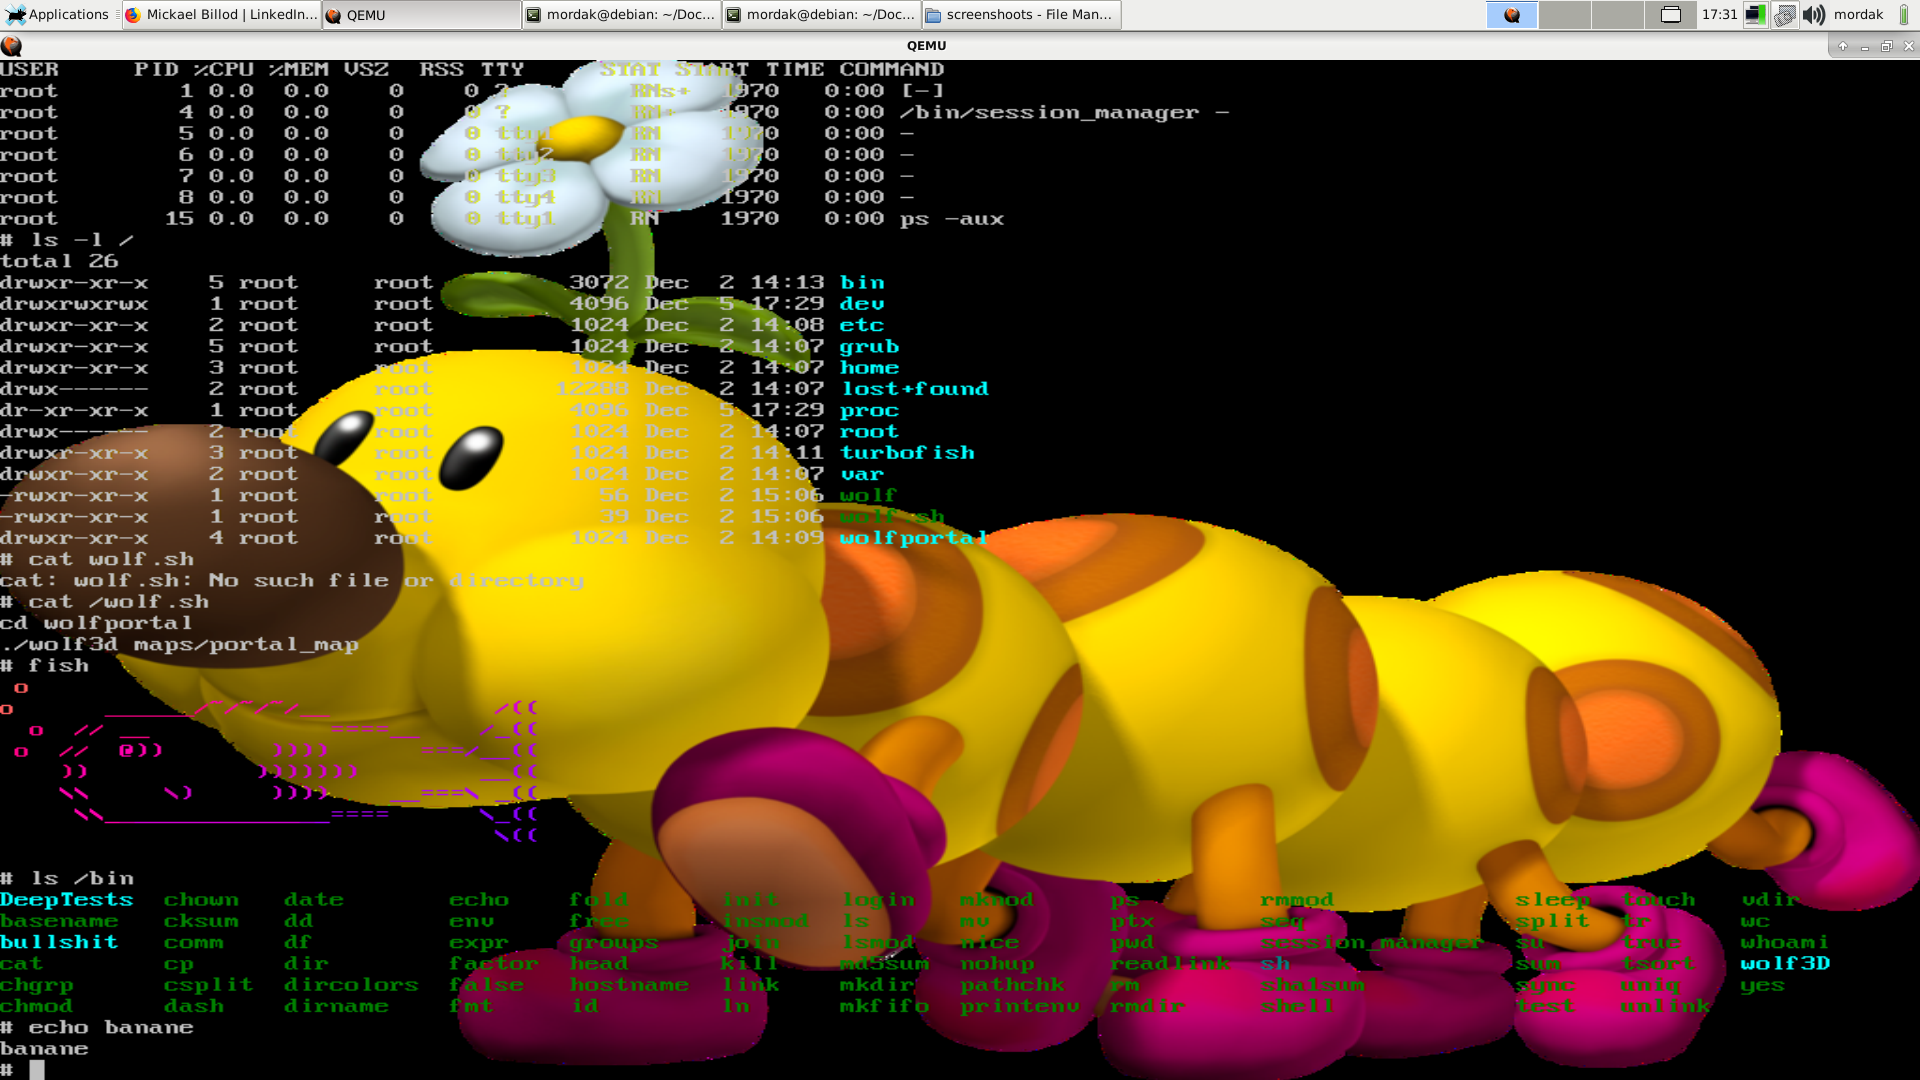 Applications Mickael Billod | LinkedIn... QEMU mordak@debian: ~/Doc... mordak@debian: ~/Doc... screenshoots - File Man... 17:31 mordak
QEMU
USER PID %CPU %MEM VSZ RSS TTY STAT START TIME COMMAND
root 1 0.0 0.0 0 0 ? RNs+ 1970 0:00 [-]
root 4 0.0 0.0 0 0 ? RN+ 1970 0:00 /bin/session_manager -
root 5 0.0 0.0 0 0 tty1 RN 1970 0:00 -
root 6 0.0 0.0 0 0 tty2 RN 1970 0:00 -
root 7 0.0 0.0 0 0 tty3 RN 1970 0:00 -
root 8 0.0 0.0 0 0 tty4 RN 1970 0:00 -
root 15 0.0 0.0 0 0 tty1 RN 1970 0:00 ps -aux
# ls -l /
total 26
drwxr-xr-x 5 root root 3072 Dec 2 14:13 bin
drwxrwxrwx 1 root root 4096 Dec 5 17:29 dev
drwxr-xr-x 2 root root 1024 Dec 2 14:08 etc
drwxr-xr-x 5 root root 1024 Dec 2 14:07 grub
drwxr-xr-x 3 root root 1024 Dec 2 14:07 home
drwx------ 2 root root 12288 Dec 2 14:07 lost+found
dr-xr-xr-x 1 root root 4096 Dec 5 17:29 proc
drwx------ 2 root root 1024 Dec 2 14:07 root
drwxr-xr-x 3 root root 1024 Dec 2 14:11 turbofish
drwxr-xr-x 2 root root 1024 Dec 2 14:07 var
-rwxr-xr-x 1 root root 56 Dec 2 15:06 wolf
-rwxr-xr-x 1 root root 39 Dec 2 15:06 wolf.sh
drwxr-xr-x 4 root root 1024 Dec 2 14:09 wolfportal
# cat wolf.sh
cat: wolf.sh: No such file or directory
# cat /wolf.sh
cd wolfportal
./wolf3d maps/portal_map
# fish
# ls /bin
DeepTests chown date echo fold init login mknod ps rmmod sleep touch vdir
basename cksum dd env free insmod ls mv ptx seq split tr wc
bullshit comm df expr groups join lsmod nice pwd session_manager su true whoami
cat cp dir factor head kill md5sum nohup readlink sh sum tsort wolf3D
chgrp csplit dircolors false hostname link mkdir pathchk rm sha1sum sync uniq yes
chmod dash dirname fmt id ln mkfifo printenv rmdir shell test unlink
# echo banane
banane
#